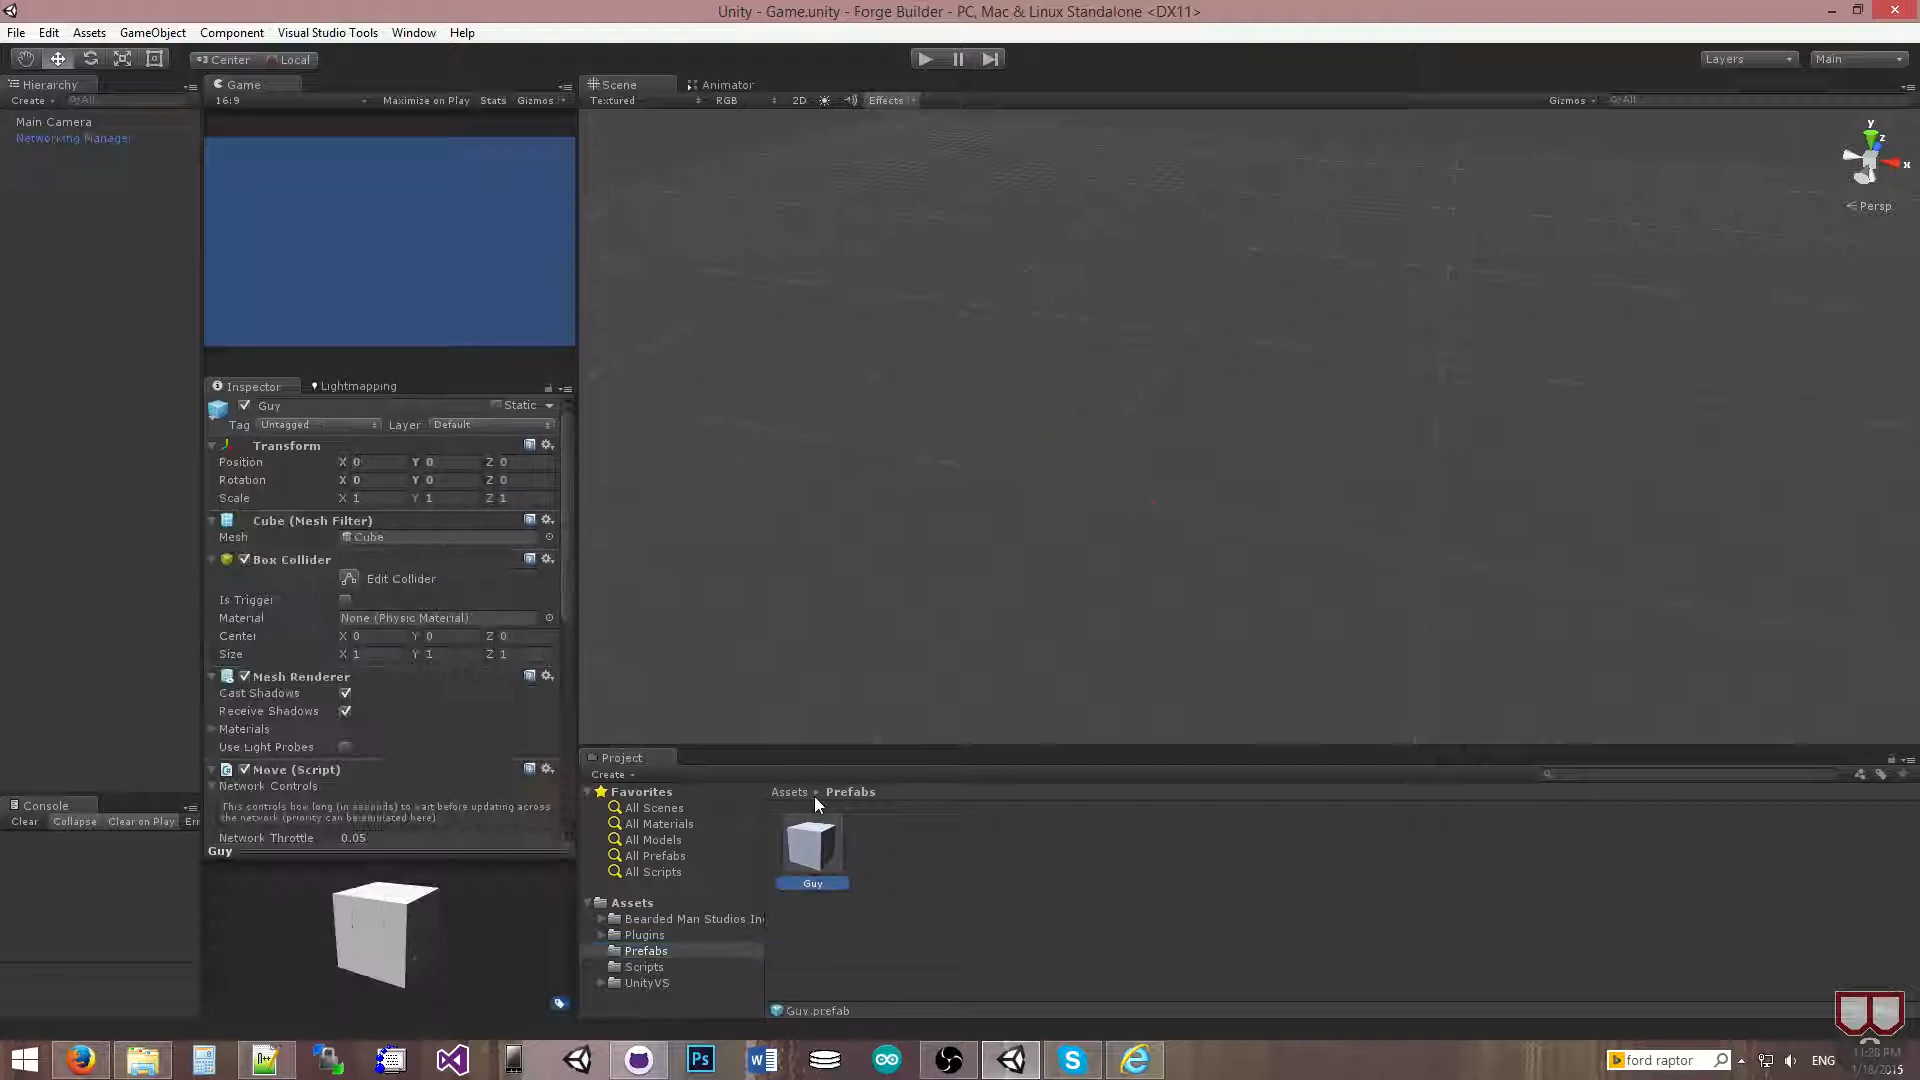 Unity - Game.unity - Forge Builder - PC, Mac & Linux Standalone <DX11>
File Edit Assets GameObject Component Visual Studio Tools Window Help
Center Local
Layers Main
Hierarchy
Create All
Main Camera
Networking Manager
Game
16:9 Maximize on Play Stats Gizmos
Scene Animator
Textured RGB 2D Effects Gizmos All
y
z
x
Persp
Inspector Lightmapping
Guy Static
Tag Untagged Layer Default
Transform
Position X 0 Y 0 Z 0
Rotation X 0 Y 0 Z 0
Scale X 1 Y 1 Z 1
Cube (Mesh Filter)
Mesh Cube
Box Collider
Edit Collider
Is Trigger
Material None (Physic Material)
Center X 0 Y 0 Z 0
Size X 1 Y 1 Z 1
Mesh Renderer
Cast Shadows
Receive Shadows
Materials
Use Light Probes
Move (Script)
Network Controls
This controls how long (in seconds) to wait before updating across
the network (priority can be emulated here)
Network Throttle 0.05
Guy
Console
Clear Collapse Clear on Play Err
Project
Create
Favorites
All Scenes
All Materials
All Models
All Prefabs
All Scripts
Assets
Bearded Man Studios In
Plugins
Prefabs
Scripts
UnityVS
Assets Prefabs
Guy
Guy.prefab
Ps
ford raptor
ENG
11:28 PM
1/18/2015